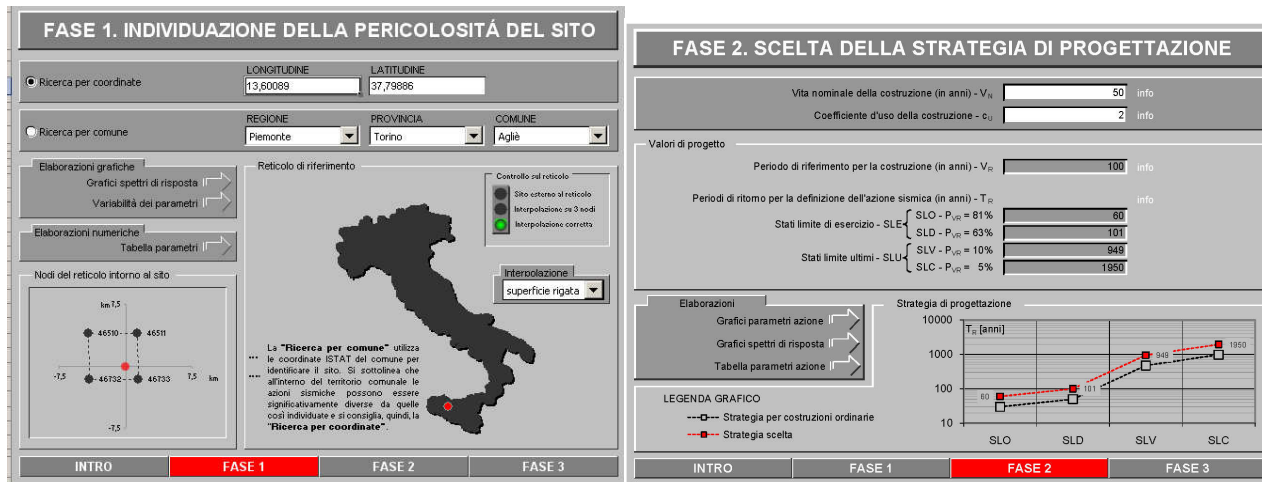 FASE 1. INDIVIDUAZIONE DELLA PERICOLOSITÁ DEL SITO
Ricerca per coordinate
LONGITUDINE
13,60089
LATITUDINE
37,79886
Ricerca per comune
REGIONE
Piemonte
PROVINCIA
Torino
COMUNE
Agliè
Elaborazioni grafiche
Grafici spettri di risposta
Variabilità dei parametri
Elaborazioni numeriche
Tabella parametri
Nodi del reticolo intorno al sito
km 7,5
46510
46511
-7,5
7,5 km
46732
46733
-7,5
Reticolo di riferimento
Controllo sul reticolo
Sito esterno al reticolo
Interpolazione su 3 nodi
Interpolazione corretta
Interpolazione
superficie rigata
La "Ricerca per comune" utilizza
le coordinate ISTAT del comune per
identificare il sito. Si sottolinea che
all'interno del territorio comunale le
azioni sismiche possono essere
significativamente diverse da quelle
così individuate e si consiglia, quindi, la
"Ricerca per coordinate".
INTRO
FASE 1
FASE 2
FASE 3
FASE 2. SCELTA DELLA STRATEGIA DI PROGETTAZIONE
Vita nominale della costruzione (in anni) - VN 50 info
Coefficiente d'uso della costruzione - cU 2 info
Valori di progetto
Periodo di riferimento per la costruzione (in anni) - VR 100 info
Periodi di ritorno per la definizione dell'azione sismica (in anni) - TR info
Stati limite di esercizio - SLE
SLO - PVR = 81% 60
SLD - PVR = 63% 101
Stati limite ultimi - SLU
SLV - PVR = 10% 949
SLC - PVR = 5% 1950
Elaborazioni
Grafici parametri azione
Grafici spettri di risposta
Tabella parametri azione
LEGENDA GRAFICO
Strategia per costruzioni ordinarie
Strategia scelta
Strategia di progettazione
TR [anni]
10000
1000
100
10
60
101
949
1950
SLO
SLD
SLV
SLC
INTRO
FASE 1
FASE 2
FASE 3